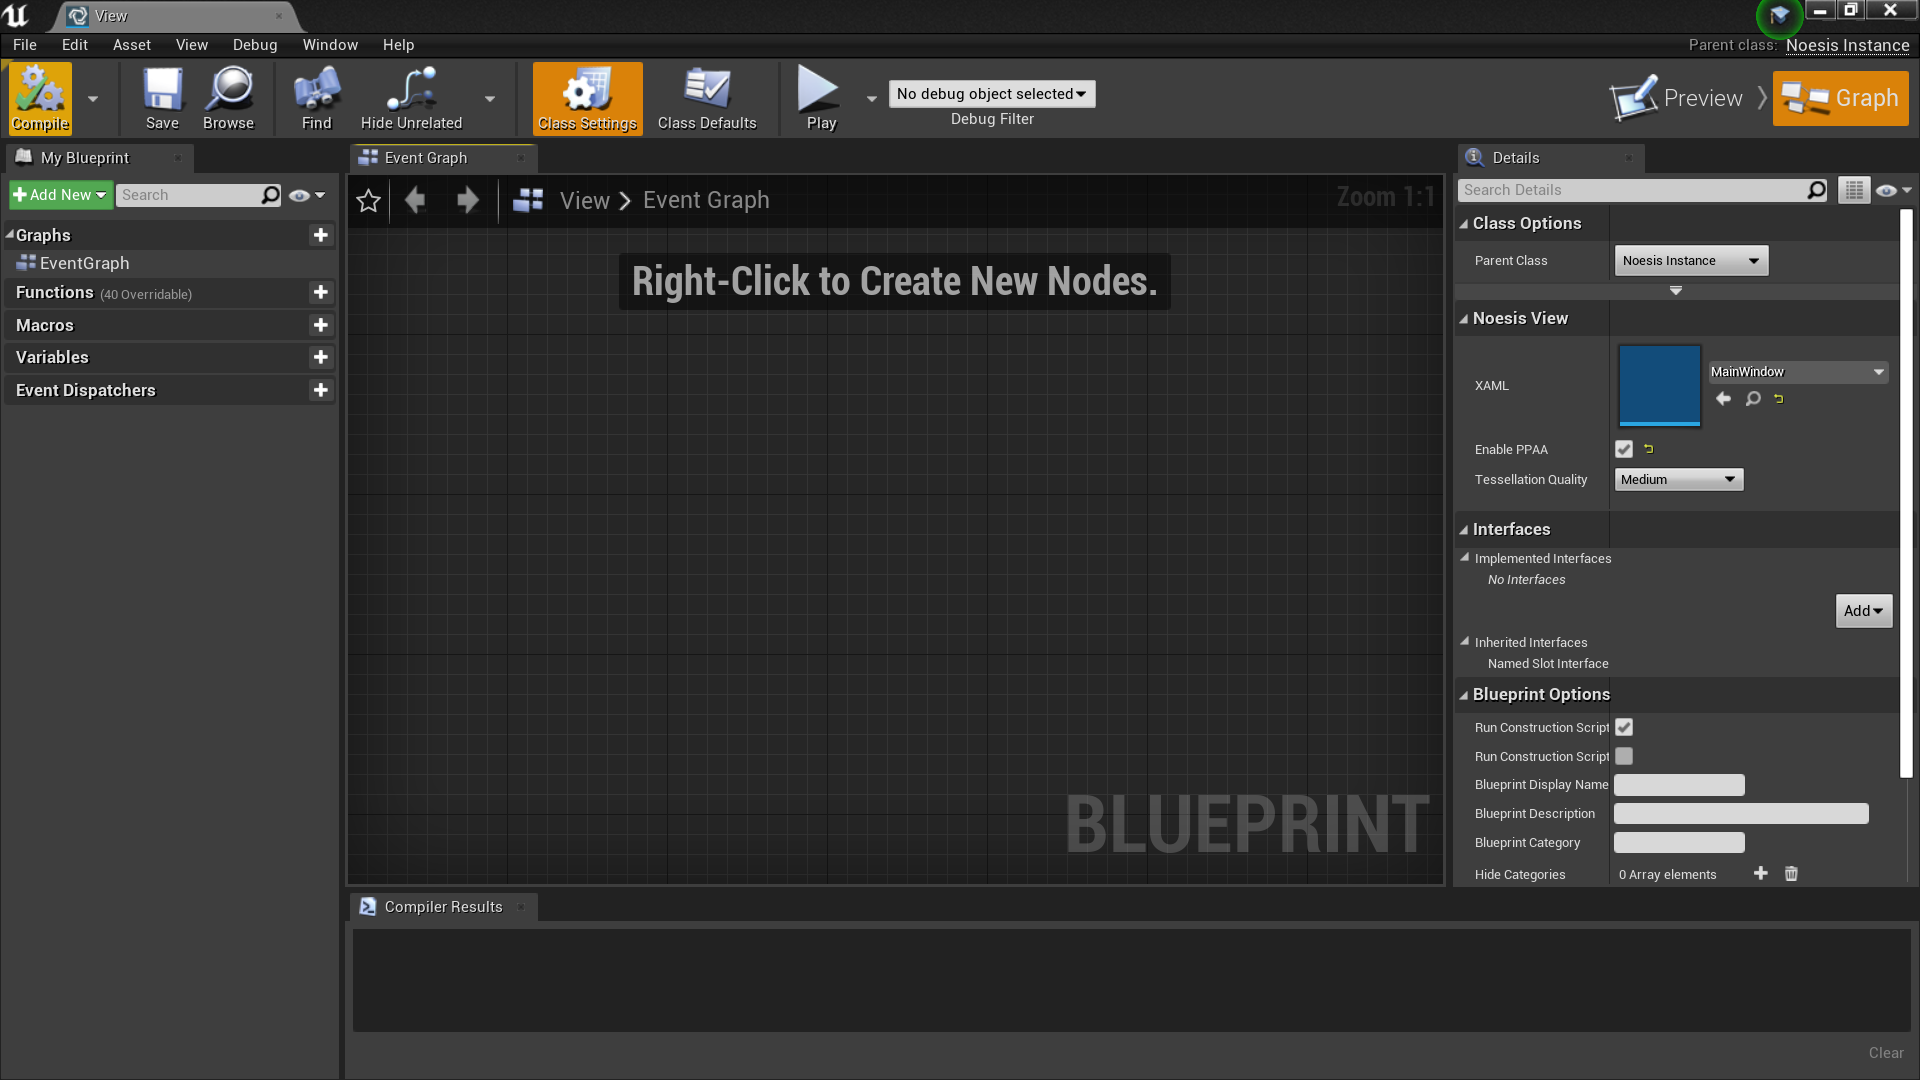 View
File Edit Asset View Debug Window Help
Parent class: Noesis Instance
Compile
Save
Browse
Find
Hide Unrelated
Class Settings
Class Defaults
Play
No debug object selected
Debug Filter
Preview
Graph
My Blueprint
Add New
Search
Graphs
EventGraph
Functions (40 Overridable)
Macros
Variables
Event Dispatchers
Event Graph
View > Event Graph
Zoom 1:1
Right-Click to Create New Nodes.
BLUEPRINT
Compiler Results
Clear
Details
Search Details
Class Options
Parent Class Noesis Instance
Noesis View
XAML MainWindow
Enable PPAA
Tessellation Quality Medium
Interfaces
Implemented Interfaces
No Interfaces
Add
Inherited Interfaces
Named Slot Interface
Blueprint Options
Run Construction Script
Run Construction Script
Blueprint Display Name
Blueprint Description
Blueprint Category
Hide Categories 0 Array elements